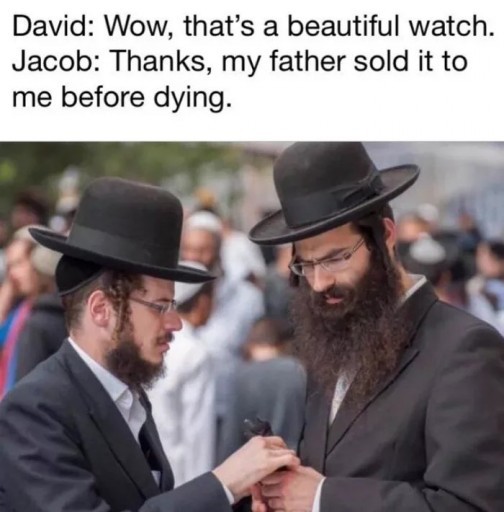 David: Wow, that’s a beautiful watch.
Jacob: Thanks, my father sold it to
me before dying.